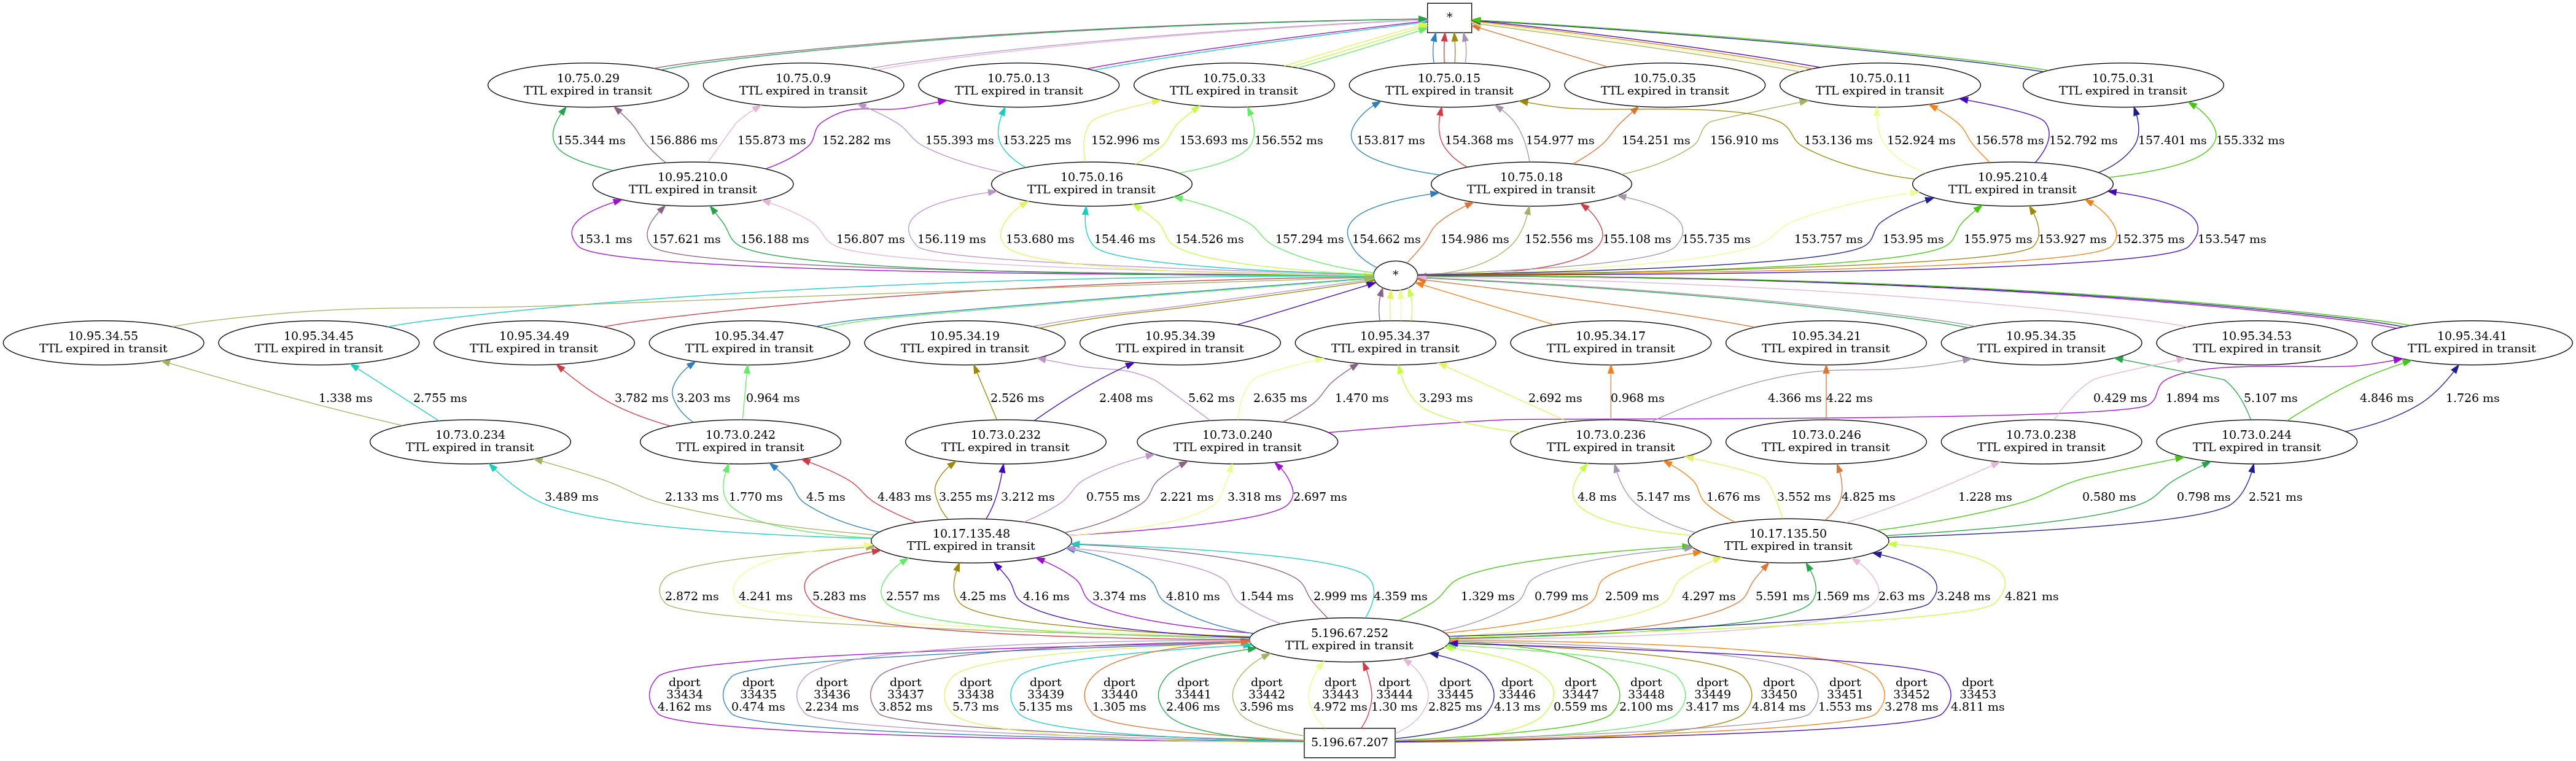 *
10.75.0.29
TTL expired in transit
10.75.0.9
TTL expired in transit
10.75.0.13
TTL expired in transit
10.75.0.33
TTL expired in transit
10.75.0.15
TTL expired in transit
10.75.0.35
TTL expired in transit
10.75.0.11
TTL expired in transit
10.75.0.31
TTL expired in transit
155.344 ms
156.886 ms
155.873 ms
152.282 ms
155.393 ms
153.225 ms
152.996 ms
153.693 ms
156.552 ms
153.817 ms
154.368 ms
154.977 ms
154.251 ms
156.910 ms
153.136 ms
152.924 ms
156.578 ms
152.792 ms
157.401 ms
155.332 ms
10.95.210.0
TTL expired in transit
10.75.0.16
TTL expired in transit
10.75.0.18
TTL expired in transit
10.95.210.4
TTL expired in transit
153.1 ms
157.621 ms
156.188 ms
156.807 ms
156.119 ms
153.680 ms
154.46 ms
154.526 ms
157.294 ms
154.662 ms
154.986 ms
152.556 ms
155.108 ms
155.735 ms
153.757 ms
153.95 ms
155.975 ms
153.927 ms
152.375 ms
153.547 ms
*
10.95.34.55
TTL expired in transit
10.95.34.45
TTL expired in transit
10.95.34.49
TTL expired in transit
10.95.34.47
TTL expired in transit
10.95.34.19
TTL expired in transit
10.95.34.39
TTL expired in transit
10.95.34.37
TTL expired in transit
10.95.34.17
TTL expired in transit
10.95.34.21
TTL expired in transit
10.95.34.35
TTL expired in transit
10.95.34.53
TTL expired in transit
10.95.34.41
TTL expired in transit
1.338 ms
2.755 ms
3.782 ms
3.203 ms
0.964 ms
2.526 ms
2.408 ms
5.62 ms
2.635 ms
1.470 ms
3.293 ms
2.692 ms
0.968 ms
4.366 ms
4.22 ms
0.429 ms
1.894 ms
5.107 ms
4.846 ms
1.726 ms
10.73.0.234
TTL expired in transit
10.73.0.242
TTL expired in transit
10.73.0.232
TTL expired in transit
10.73.0.240
TTL expired in transit
10.73.0.236
TTL expired in transit
10.73.0.246
TTL expired in transit
10.73.0.238
TTL expired in transit
10.73.0.244
TTL expired in transit
3.489 ms
2.133 ms
1.770 ms
4.5 ms
4.483 ms
3.255 ms
3.212 ms
0.755 ms
2.221 ms
3.318 ms
2.697 ms
4.8 ms
5.147 ms
1.676 ms
3.552 ms
4.825 ms
1.228 ms
0.580 ms
0.798 ms
2.521 ms
10.17.135.48
TTL expired in transit
10.17.135.50
TTL expired in transit
2.872 ms
4.241 ms
5.283 ms
2.557 ms
4.25 ms
4.16 ms
3.374 ms
4.810 ms
1.544 ms
2.999 ms
4.359 ms
1.329 ms
0.799 ms
2.509 ms
4.297 ms
5.591 ms
1.569 ms
2.63 ms
3.248 ms
4.821 ms
5.196.67.252
TTL expired in transit
dport
33434
4.162 ms
dport
33435
0.474 ms
dport
33436
2.234 ms
dport
33437
3.852 ms
dport
33438
5.73 ms
dport
33439
5.135 ms
dport
33440
1.305 ms
dport
33441
2.406 ms
dport
33442
3.596 ms
dport
33443
4.972 ms
dport
33444
1.30 ms
dport
33445
2.825 ms
dport
33446
4.13 ms
dport
33447
0.559 ms
dport
33448
2.100 ms
dport
33449
3.417 ms
dport
33450
4.814 ms
dport
33451
1.553 ms
dport
33452
3.278 ms
dport
33453
4.811 ms
5.196.67.207